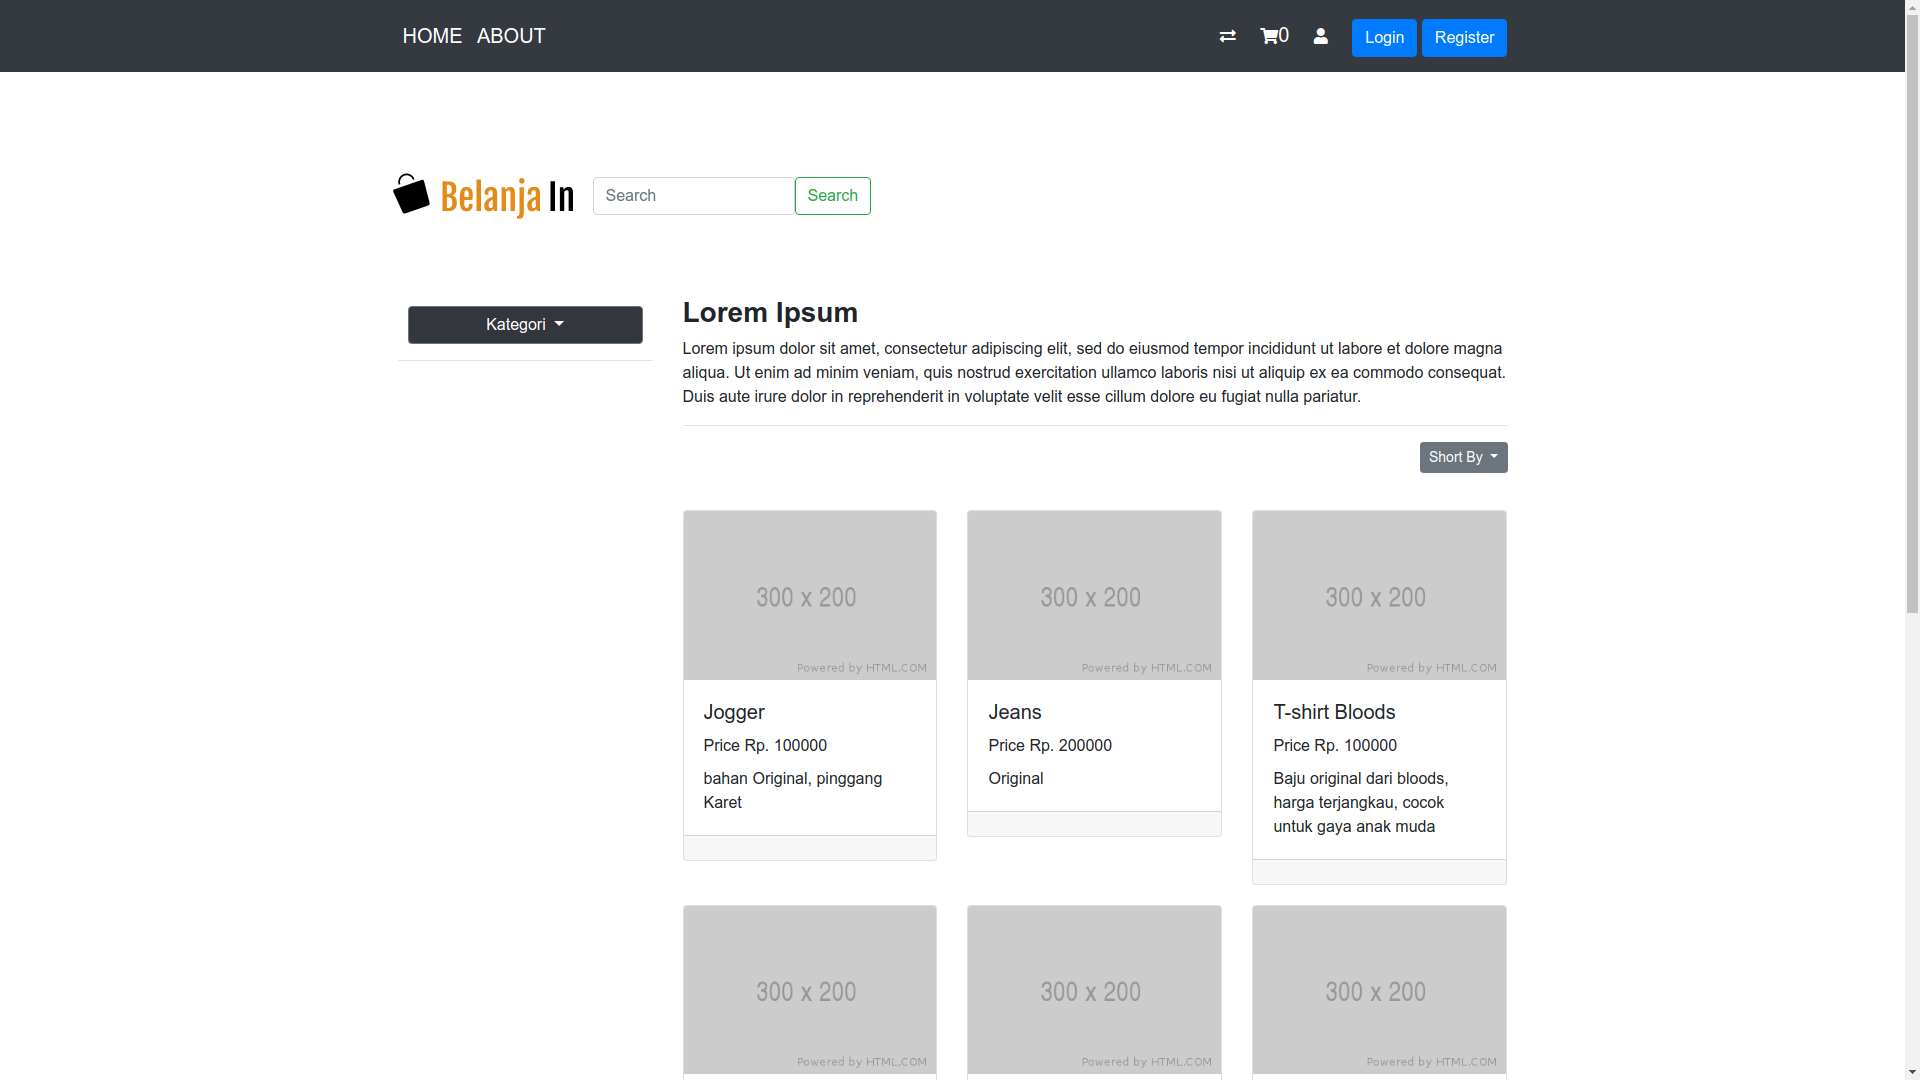 HOME ABOUT 0 Login Register
Belanja In Search Search
Kategori
Lorem Ipsum
Lorem ipsum dolor sit amet, consectetur adipiscing elit, sed do eiusmod tempor incididunt ut labore et dolore magna
aliqua. Ut enim ad minim veniam, quis nostrud exercitation ullamco laboris nisi ut aliquip ex ea commodo consequat.
Duis aute irure dolor in reprehenderit in voluptate velit esse cillum dolore eu fugiat nulla pariatur.
Short By
300 x 200
Powered by HTML.COM
Jogger
Price Rp. 100000
bahan Original, pinggang
Karet
300 x 200
Powered by HTML.COM
Jeans
Price Rp. 200000
Original
300 x 200
Powered by HTML.COM
T-shirt Bloods
Price Rp. 100000
Baju original dari bloods,
harga terjangkau, cocok
untuk gaya anak muda
300 x 200
Powered by HTML.COM
300 x 200
Powered by HTML.COM
300 x 200
Powered by HTML.COM